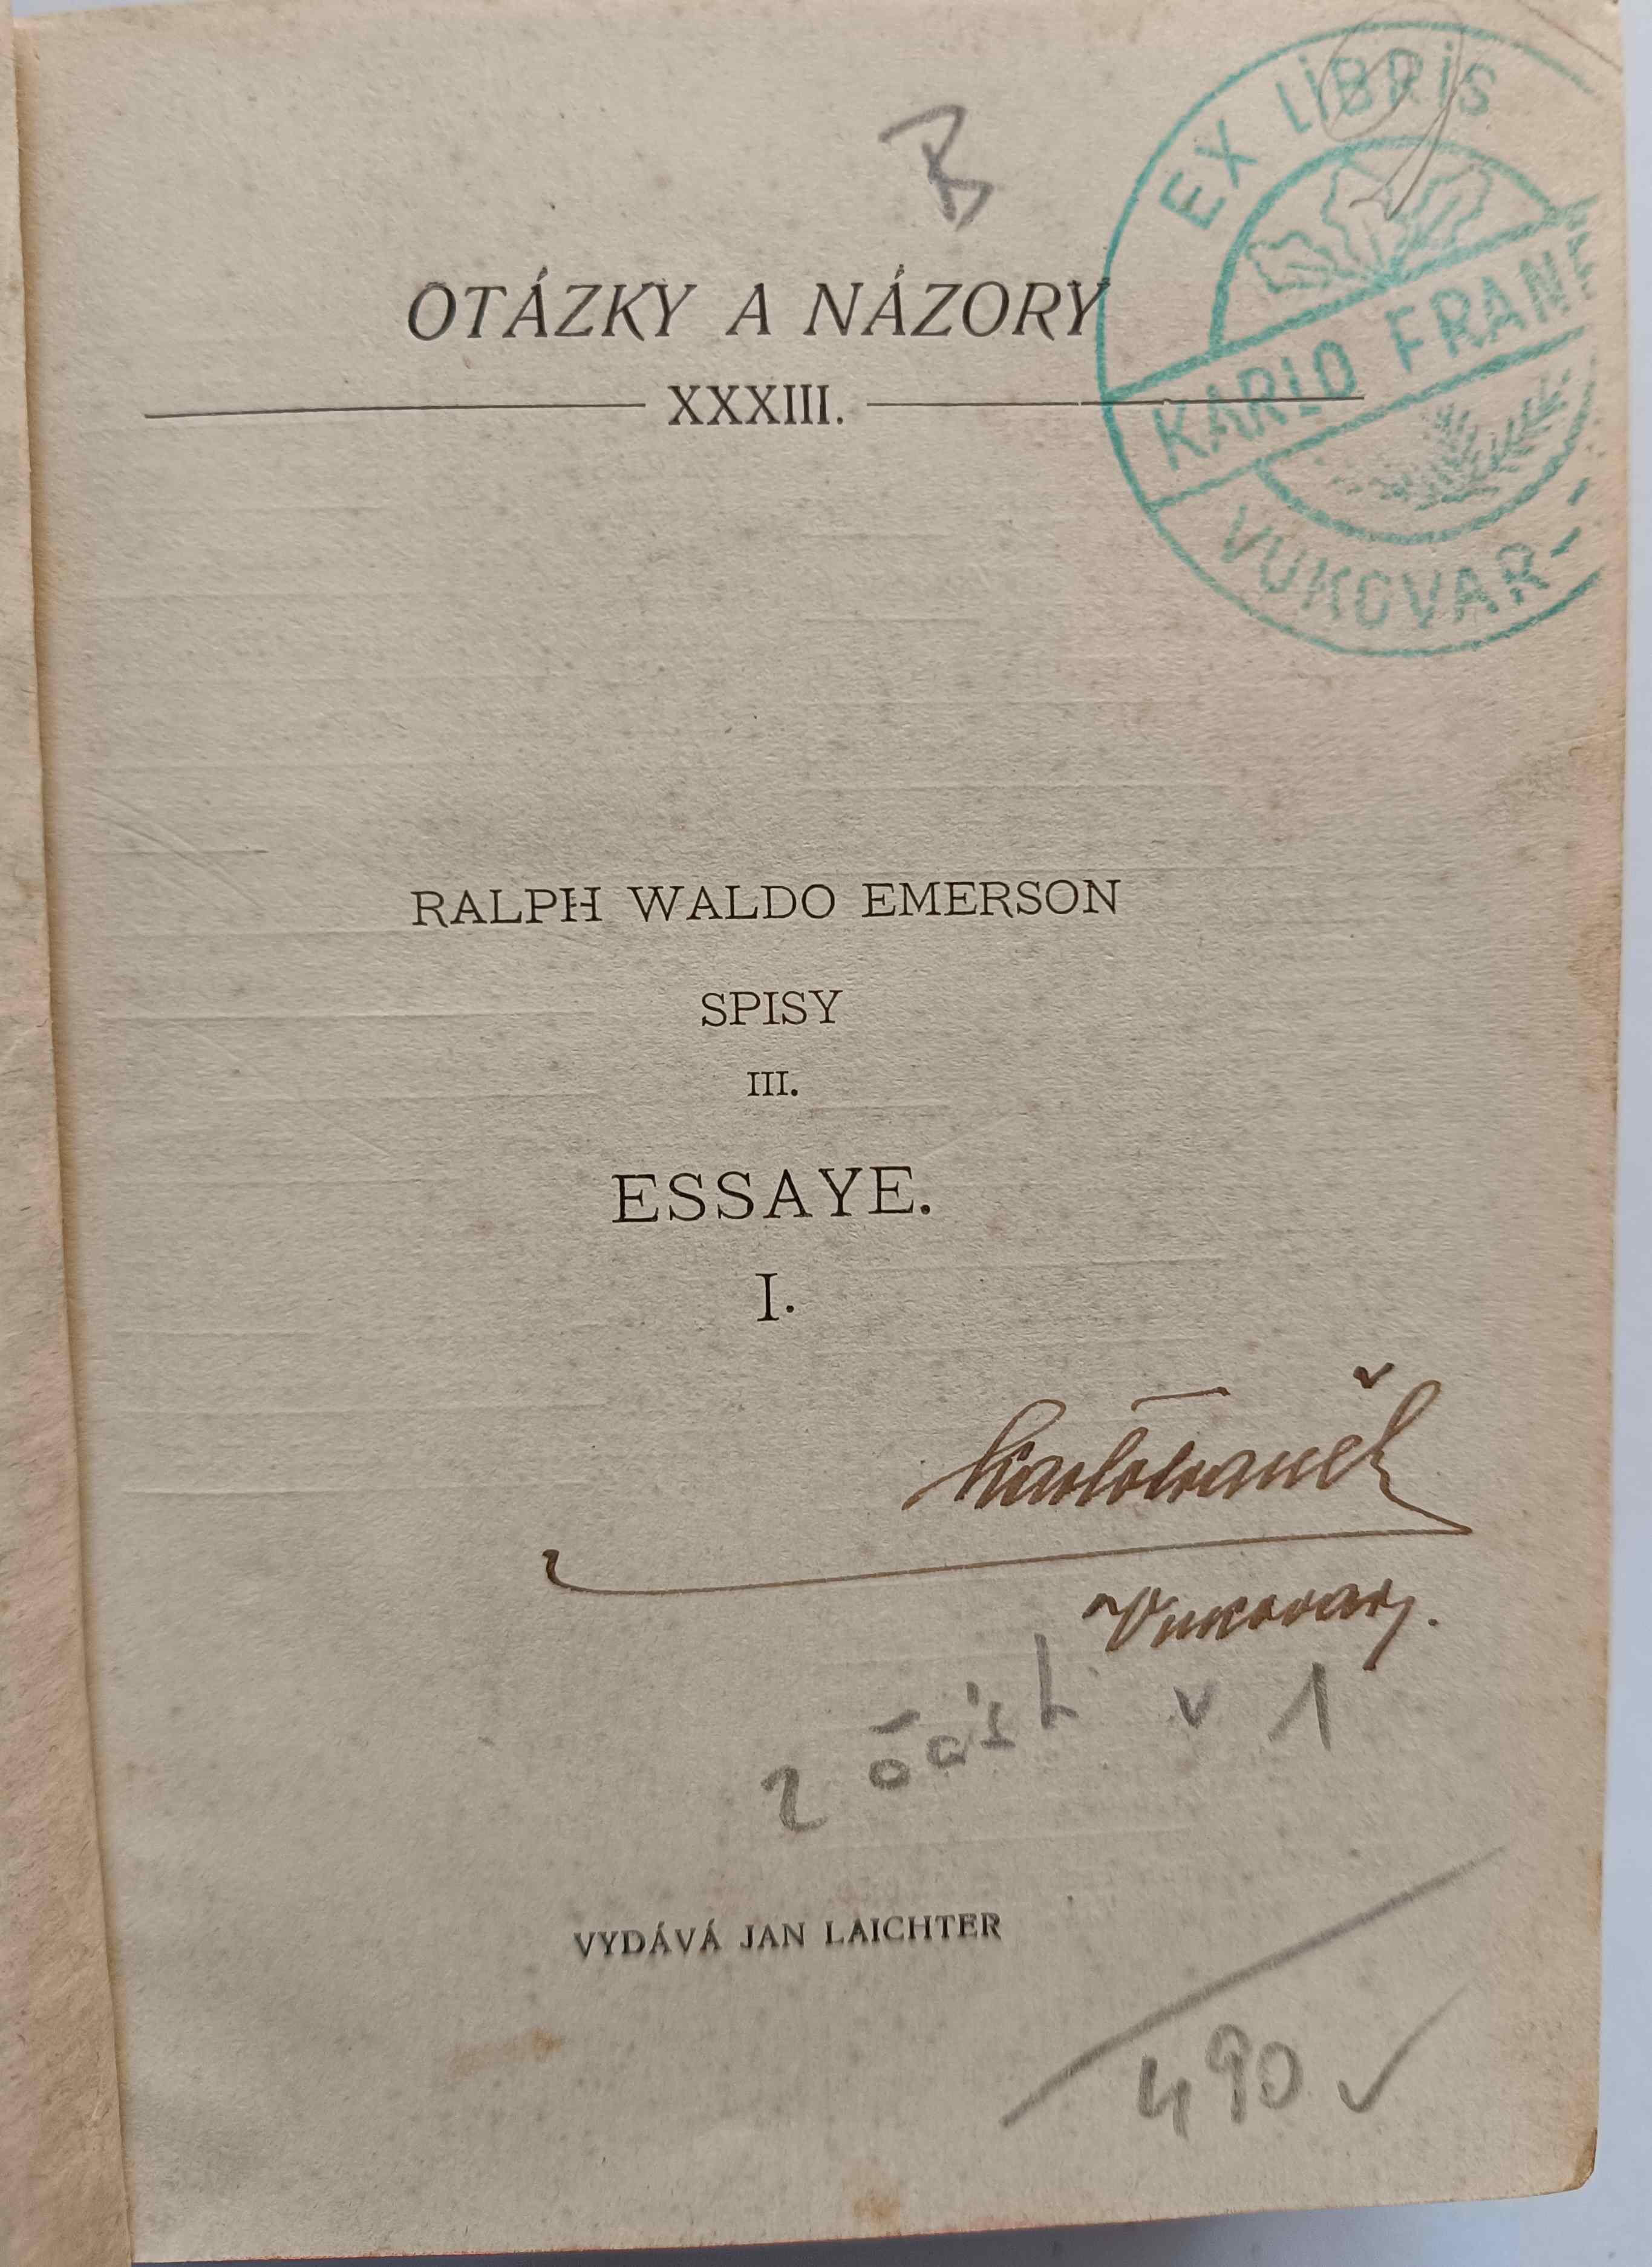 B
EX LIBRIS
KARLO FRANE
VUKOVAR-
OTÁZKY A NÁZORY
XXXIII.
RALPH WALDO EMERSON
SPISY
III.
ESSAYE.
I.
Vukovar.
2 části v 1
VYDÁVÁ JAN LAICHTER
490